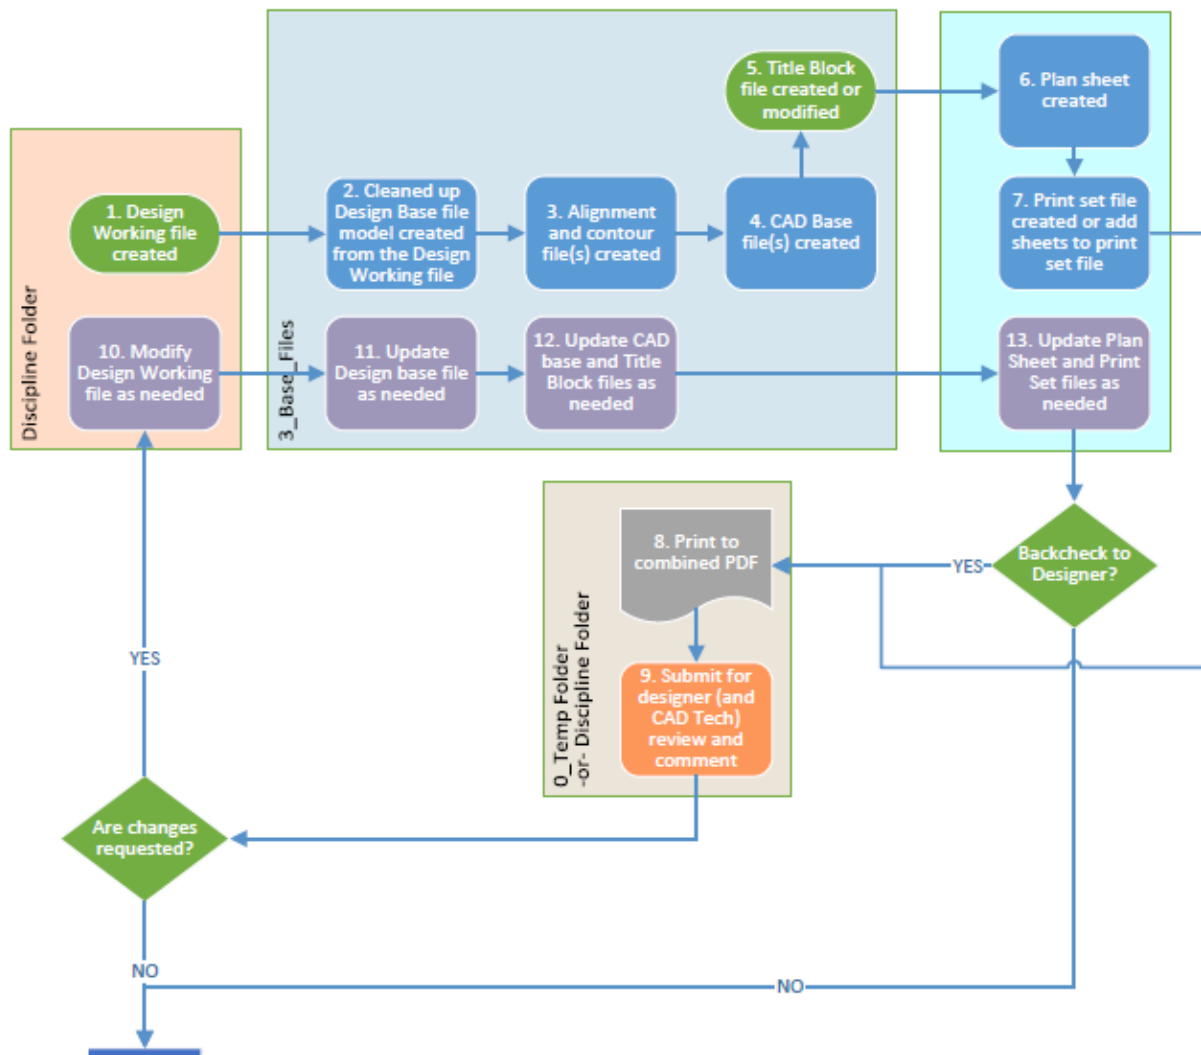 1. Design
Working file
created
2. Cleaned up
Design Base file
model created
from the Design
Working file
3. Alignment
and contour
file(s) created
4. CAD Base
file(s) created
5. Title Block
file created or
modified
6. Plan sheet
created
7. Print set file
created or add
sheets to print
set file
Discipline Folder
10. Modify
Design Working
file as needed
3_Base_Files
11. Update
Design base file
as needed
12. Update CAD
base and Title
Block files as
needed
13. Update Plan
Sheet and Print
Set files as
needed
Backcheck to
Designer?
YES
8. Print to
combined PDF
0_Temp Folder
-or- Discipline Folder
9. Submit for
designer (and
CAD Tech)
review and
comment
YES
Are changes
requested?
NO
NO